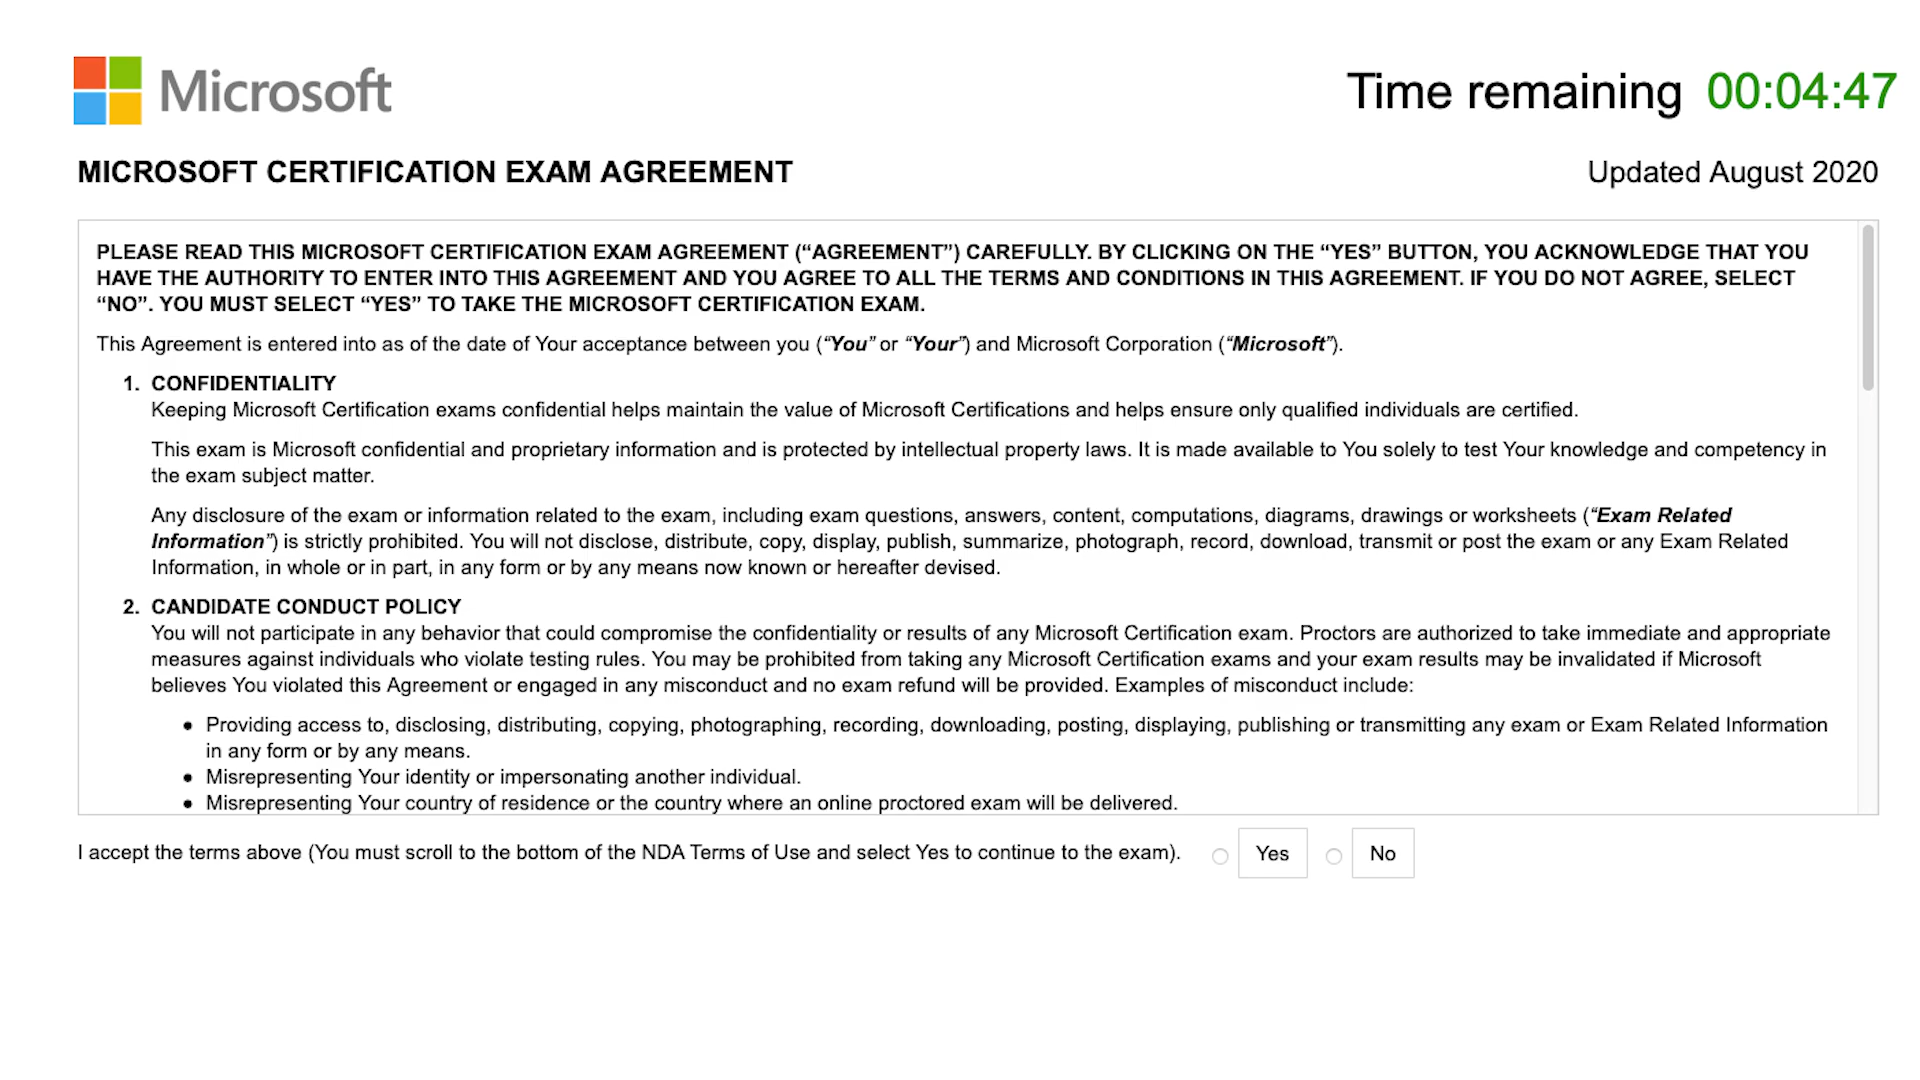 Microsoft
Time remaining 00:04:47
MICROSOFT CERTIFICATION EXAM AGREEMENT
Updated August 2020
PLEASE READ THIS MICROSOFT CERTIFICATION EXAM AGREEMENT (“AGREEMENT”) CAREFULLY. BY CLICKING ON THE “YES” BUTTON, YOU ACKNOWLEDGE THAT YOU
HAVE THE AUTHORITY TO ENTER INTO THIS AGREEMENT AND YOU AGREE TO ALL THE TERMS AND CONDITIONS IN THIS AGREEMENT. IF YOU DO NOT AGREE, SELECT
“NO”. YOU MUST SELECT “YES” TO TAKE THE MICROSOFT CERTIFICATION EXAM.
This Agreement is entered into as of the date of Your acceptance between you (“You” or “Your”) and Microsoft Corporation (“Microsoft”).
1. CONFIDENTIALITY
Keeping Microsoft Certification exams confidential helps maintain the value of Microsoft Certifications and helps ensure only qualified individuals are certified.
This exam is Microsoft confidential and proprietary information and is protected by intellectual property laws. It is made available to You solely to test Your knowledge and competency in
the exam subject matter.
Any disclosure of the exam or information related to the exam, including exam questions, answers, content, computations, diagrams, drawings or worksheets (“Exam Related
Information”) is strictly prohibited. You will not disclose, distribute, copy, display, publish, summarize, photograph, record, download, transmit or post the exam or any Exam Related
Information, in whole or in part, in any form or by any means now known or hereafter devised.
2. CANDIDATE CONDUCT POLICY
You will not participate in any behavior that could compromise the confidentiality or results of any Microsoft Certification exam. Proctors are authorized to take immediate and appropriate
measures against individuals who violate testing rules. You may be prohibited from taking any Microsoft Certification exams and your exam results may be invalidated if Microsoft
believes You violated this Agreement or engaged in any misconduct and no exam refund will be provided. Examples of misconduct include:
• Providing access to, disclosing, distributing, copying, photographing, recording, downloading, posting, displaying, publishing or transmitting any exam or Exam Related Information
in any form or by any means.
• Misrepresenting Your identity or impersonating another individual.
• Misrepresenting Your country of residence or the country where an online proctored exam will be delivered.
I accept the terms above (You must scroll to the bottom of the NDA Terms of Use and select Yes to continue to the exam). Yes No